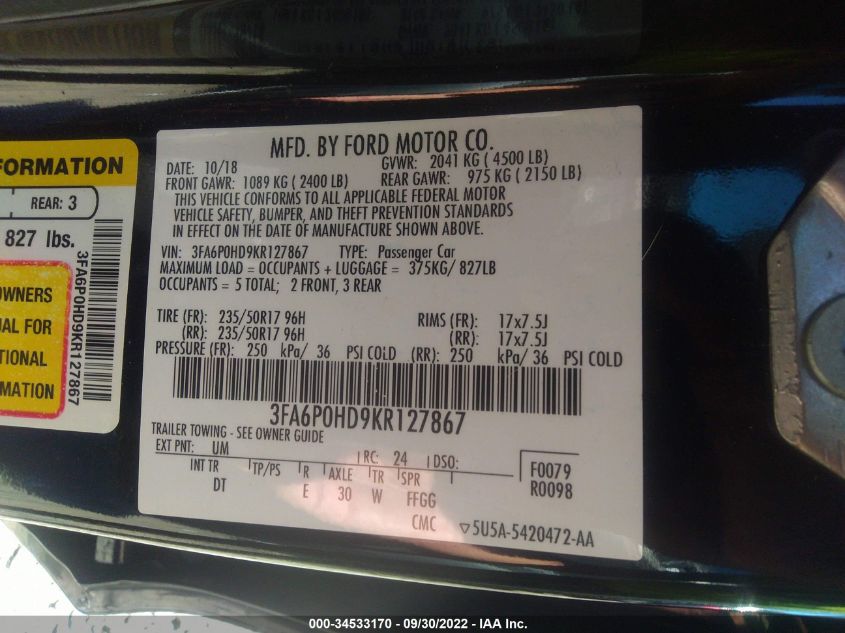 MFD. BY FORD MOTOR CO.
DATE: 10/18 GVWR: 2041 KG ( 4500 LB)
FRONT GAWR: 1089 KG ( 2400 LB) REAR GAWR: 975 KG ( 2150 LB)
THIS VEHICLE CONFORMS TO ALL APPLICABLE FEDERAL MOTOR
VEHICLE SAFETY, BUMPER, AND THEFT PREVENTION STANDARDS
IN EFFECT ON THE DATE OF MANUFACTURE SHOWN ABOVE.
VIN: 3FA6P0HD9KR127867 TYPE: Passenger Car
MAXIMUM LOAD = OCCUPANTS + LUGGAGE = 375KG/ 827LB
OCCUPANTS = 5 TOTAL; 2 FRONT, 3 REAR
TIRE (FR): 235/50R17 96H RIMS (FR): 17x7.5J
(RR): 235/50R17 96H (RR): 17x7.5J
PRESSURE (FR): 250 kPa/ 36 PSI COLD (RR): 250 kPa/ 36 PSI COLD
3FA6P0HD9KR127867
TRAILER TOWING - SEE OWNER GUIDE
EXT PNT: UM RC: 24 DSO:
INT TR TP/PS R AXLE TR SPR F0079
DT E 30 W FFGG R0098
CMC ▽5U5A-5420472-AA
FORMATION
REAR: 3
827 lbs.
OWNERS
UAL FOR
TIONAL
RMATION
3FA6P0HD9KR127867
000-34533170 - 09/30/2022 - IAA Inc.